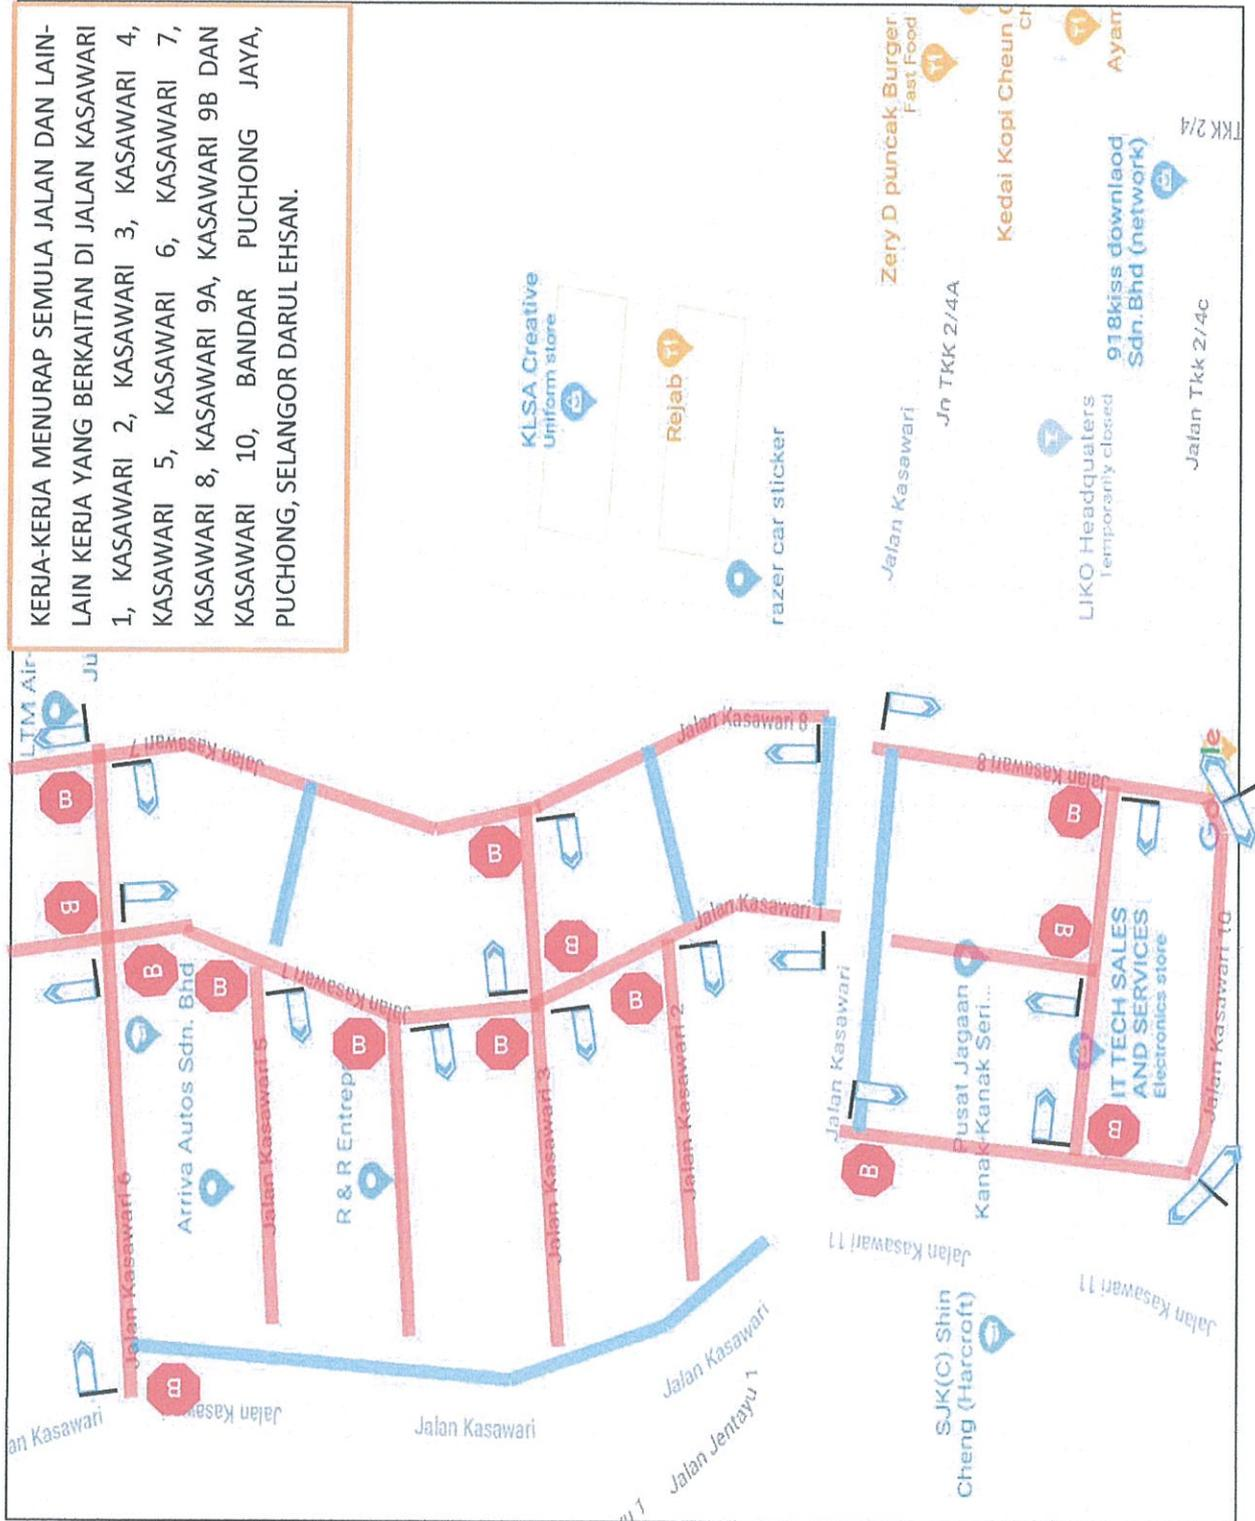 KERJA-KERJA MENURAP SEMULA JALAN DAN LAIN-
LAIN KERJA YANG BERKAITAN DI JALAN KASAWARI
1, KASAWARI 2, KASAWARI 3, KASAWARI 4,
KASAWARI 5, KASAWARI 6, KASAWARI 7,
KASAWARI 8, KASAWARI 9A, KASAWARI 9B DAN
KASAWARI 10, BANDAR PUCHONG JAYA,
PUCHONG, SELANGOR DARUL EHSAN.
an Kasawari
LTM Air-
Ju
B
B
Jalan Kasawari 6
B
B
Jalan Kasawari 7
Arriva Autos Sdn. Bhd
B
Jalan Kasawari
Jalan Kasawari 5
R & R Entrep
B
Jalan Kasawari 1
Jalan Kasawari
B
B
Jalan Kasawari 3
B
KLSA Creative
Uniform store
B
Rejab
Jalan Kasawari 2
Jalan Kasawari 8
Jalan Kasawari
Jalan Kasawari
Jalan Jentayu 1
yu 1
razer car sticker
Jalan Kasawari
B
Jalan Kasawari 11
Jalan Kasawari
Zery D puncak Burger
Fast Food
Jn TKK 2/4A
SJK(C) Shin
Cheng (Harcroft)
Pusat Jagaan
Kanak-Kanak Seri...
Kedai Kopi Cheun C
CH
Jalan Kasawari 8
B
B
B
LIKO Headquaters
Temporarily closed
918kiss downlaod
Sdn.Bhd (network)
Ayam
IT TECH SALES
AND SERVICES
Electronics store
Jalan Kasawari 11
Jalan Tkk 2/4c
TKK 2/4
Jalan Kasawari 10